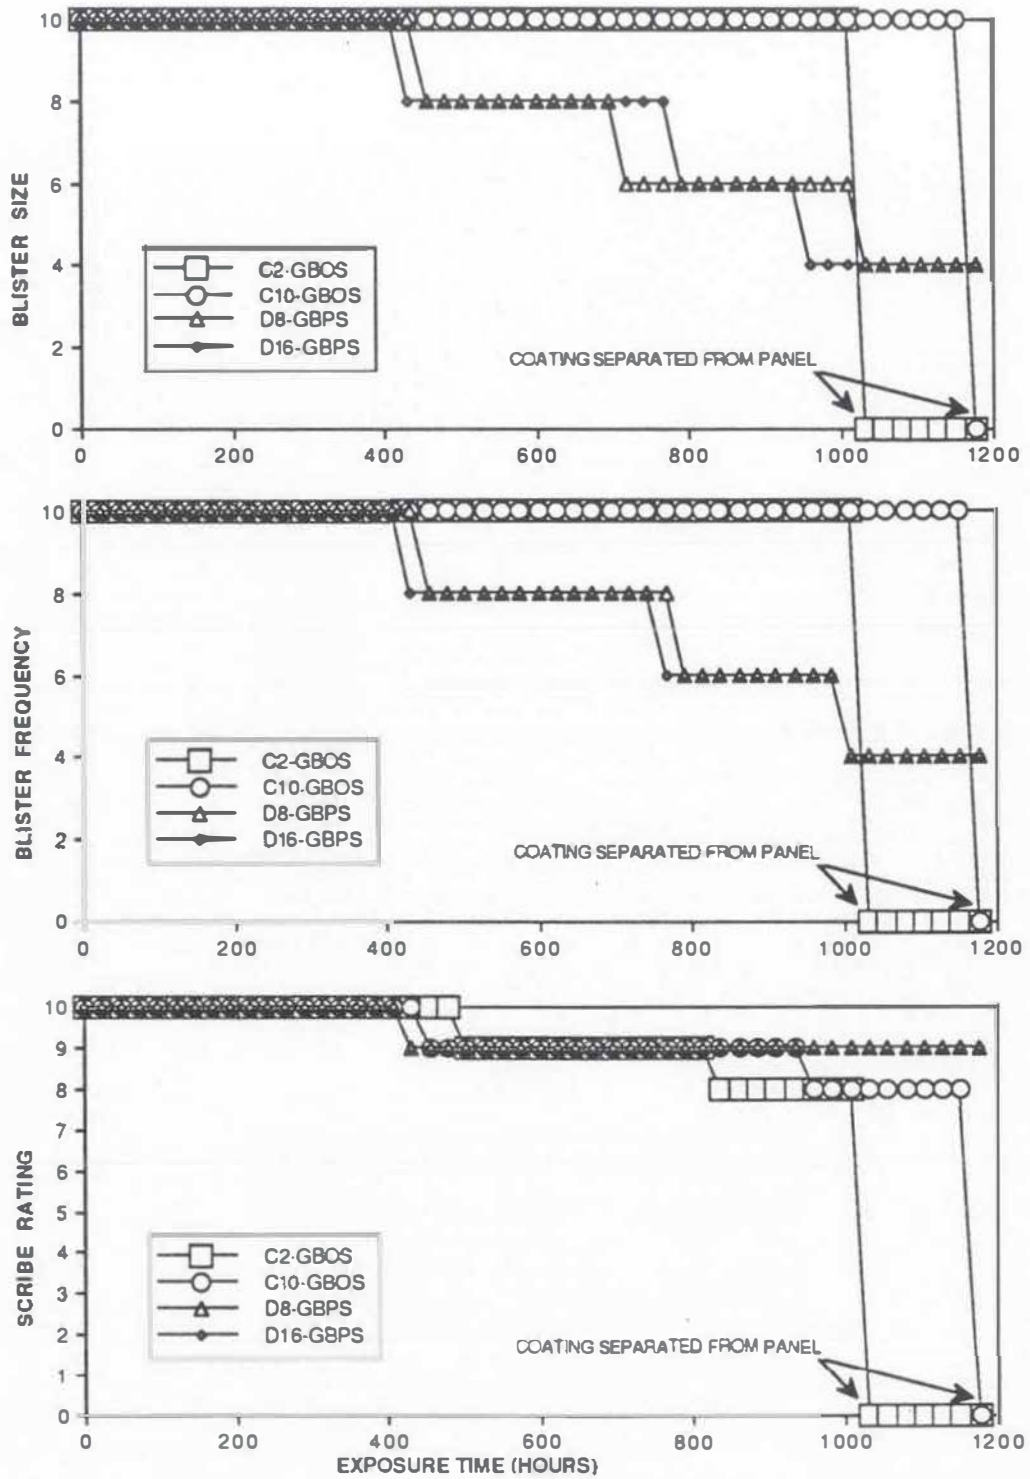 10
8
6
4
2
0
BLISTER SIZE
C2-GBOS
C10-GBOS
D8-GBPS
D16-GBPS
COATING SEPARATED FROM PANEL
0 200 400 600 800 1000 1200
10
8
6
4
2
0
BLISTER FREQUENCY
C2-GBOS
C10-GBOS
D8-GBPS
D16-GBPS
COATING SEPARATED FROM PANEL
0 200 400 600 800 1000 1200
10
9
8
7
6
5
4
3
2
1
0
SCRIBE RATING
C2-GBOS
C10-GBOS
D8-GBPS
D16-GBPS
COATING SEPARATED FROM PANEL
0 200 400 600 800 1000 1200
EXPOSURE TIME (HOURS)